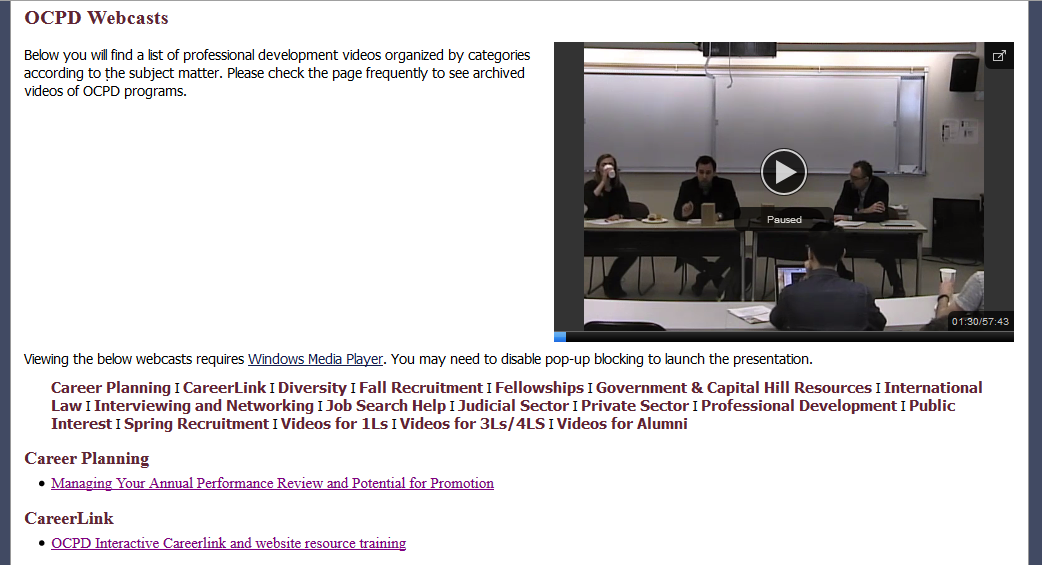 OCPD Webcasts
Below you will find a list of professional development videos organized by categories
according to the subject matter. Please check the page frequently to see archived
videos of OCPD programs.
Paused
01:30/57:43
Viewing the below webcasts requires Windows Media Player. You may need to disable pop-up blocking to launch the presentation.
Career Planning I CareerLink I Diversity I Fall Recruitment I Fellowships I Government & Capital Hill Resources I International
Law I Interviewing and Networking I Job Search Help I Judicial Sector I Private Sector I Professional Development I Public
Interest I Spring Recruitment I Videos for 1Ls I Videos for 3Ls/4LS I Videos for Alumni
Career Planning
• Managing Your Annual Performance Review and Potential for Promotion
CareerLink
• OCPD Interactive Careerlink and website resource training